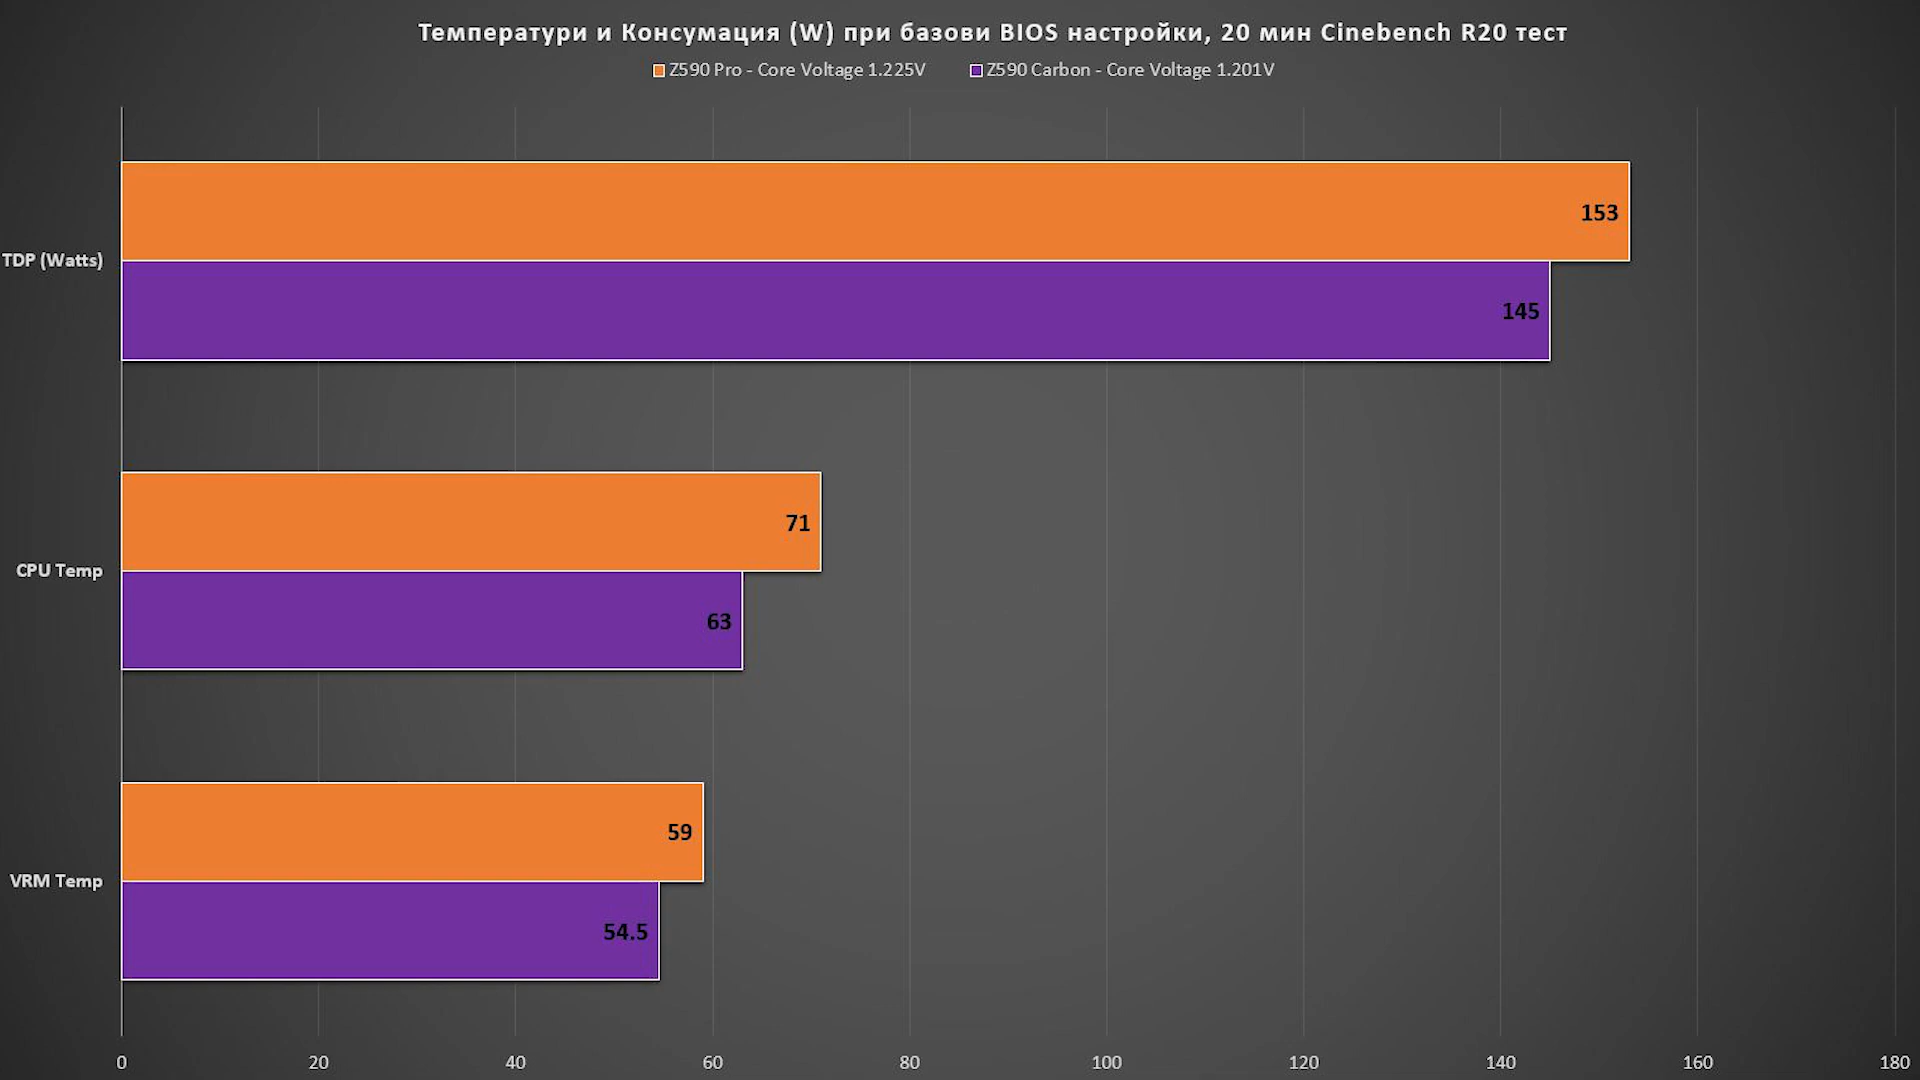 Температури и Консумация (W) при базови BIOS настройки, 20 мин Cinebench R20 тест
Z590 Pro - Core Voltage 1.225V Z590 Carbon - Core Voltage 1.201V
153
TDP (Watts)
145
71
CPU Temp
63
59
VRM Temp
54.5
0 20 40 60 80 100 120 140 160 180